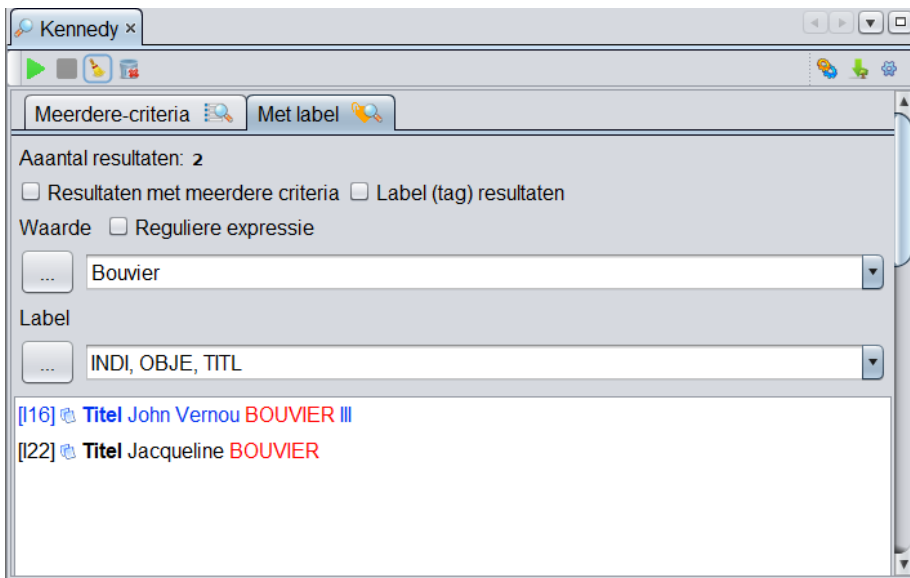 Kennedy ×
Meerdere-criteria Met label
Aaantal resultaten: 2
Resultaten met meerdere criteria Label (tag) resultaten
Waarde Reguliere expressie
... Bouvier
Label
... INDI, OBJE, TITL
[I16] Titel John Vernou BOUVIER III
[I22] Titel Jacqueline BOUVIER